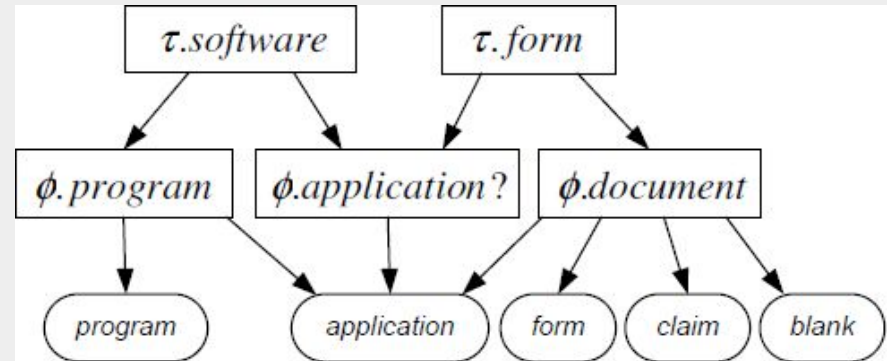 τ.software
τ.form
ϕ.program
ϕ.application?
ϕ.document
program
application
form
claim
blank